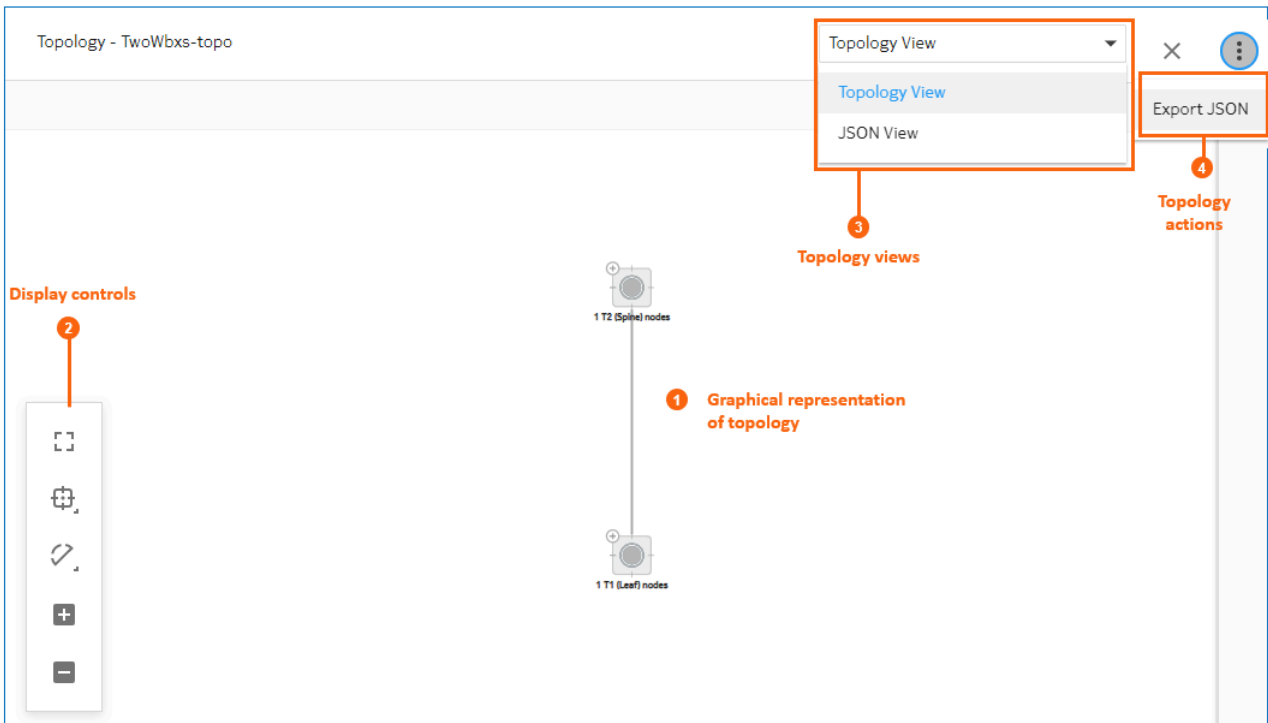 Topology - TwoWbxs-topo
Topology View
Topology View
JSON View
Export JSON
4
Topology
actions
3
Topology views
1 T2 (Spine) nodes
Display controls
2
1
Graphical representation
of topology
1 T1 (Leaf) nodes